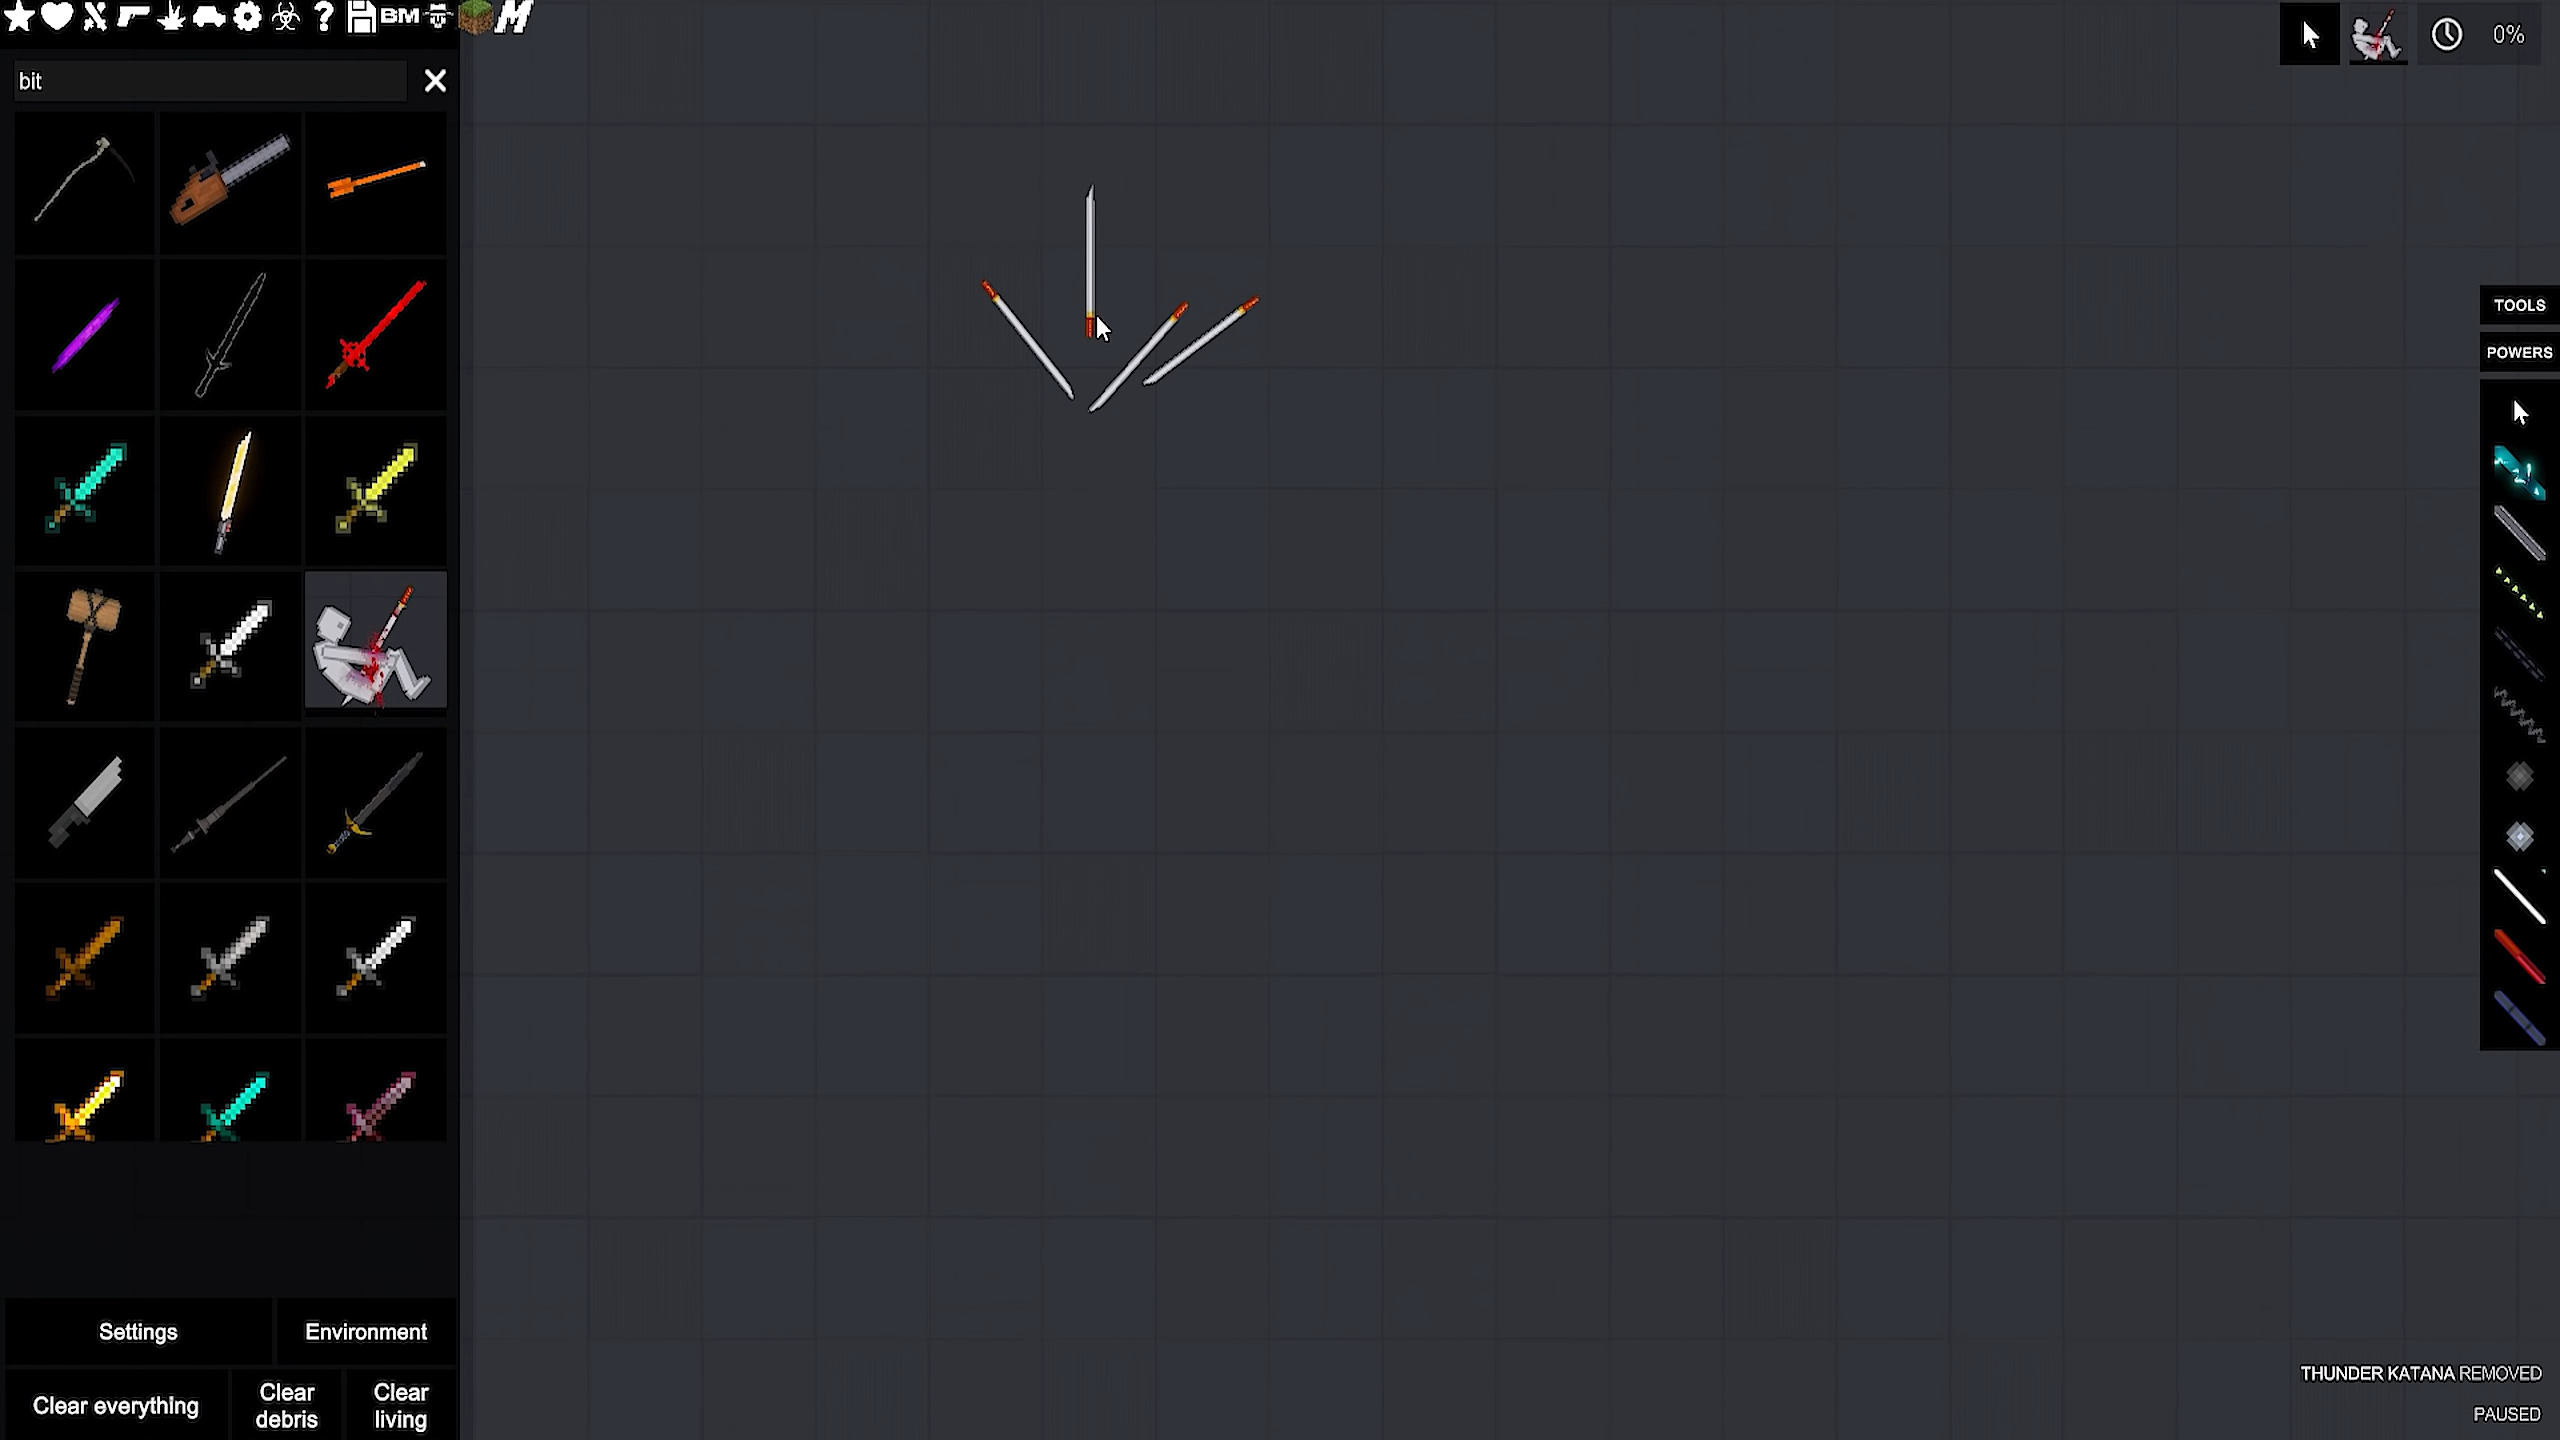 BM
M
bit
0%
TOOLS
POWERS
Settings
Environment
Clear everything
Clear
debris
Clear
living
THUNDER KATANA REMOVED
PAUSED